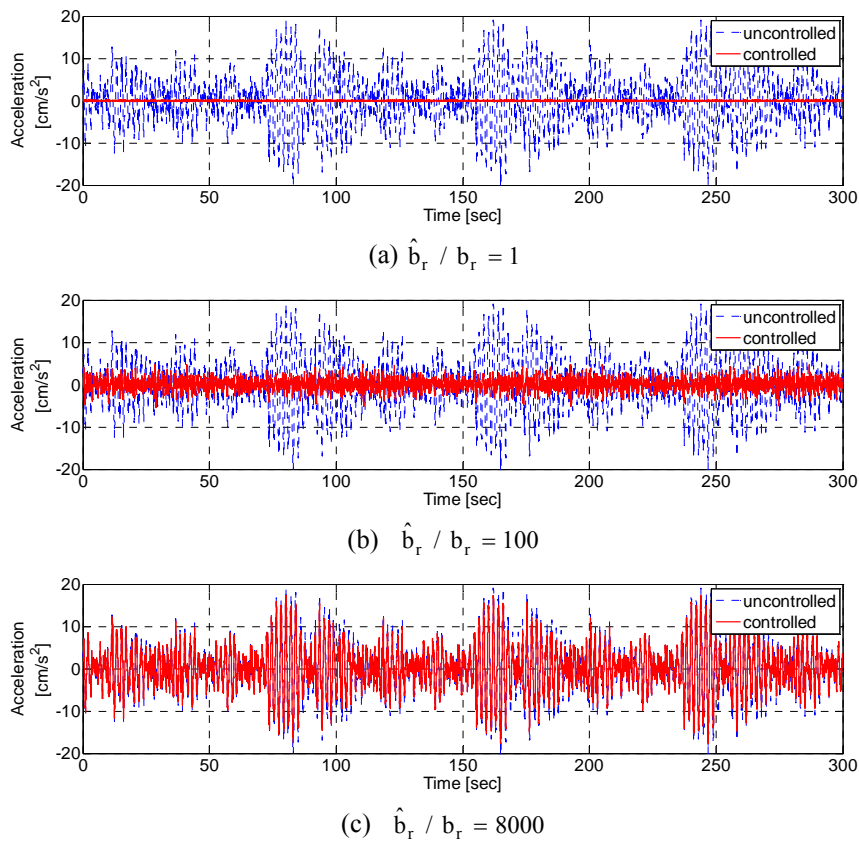 20
10
0
-10
-20
Acceleration
[cm/s²]
uncontrolled
controlled
0 50 100 150 200 250 300
Time [sec]
(a) b̂ᵣ / bᵣ = 1
20
10
0
-10
-20
Acceleration
[cm/s²]
uncontrolled
controlled
0 50 100 150 200 250 300
Time [sec]
(b) b̂ᵣ / bᵣ = 100
20
10
0
-10
-20
Acceleration
[cm/s²]
uncontrolled
controlled
0 50 100 150 200 250 300
Time [sec]
(c) b̂ᵣ / bᵣ = 8000